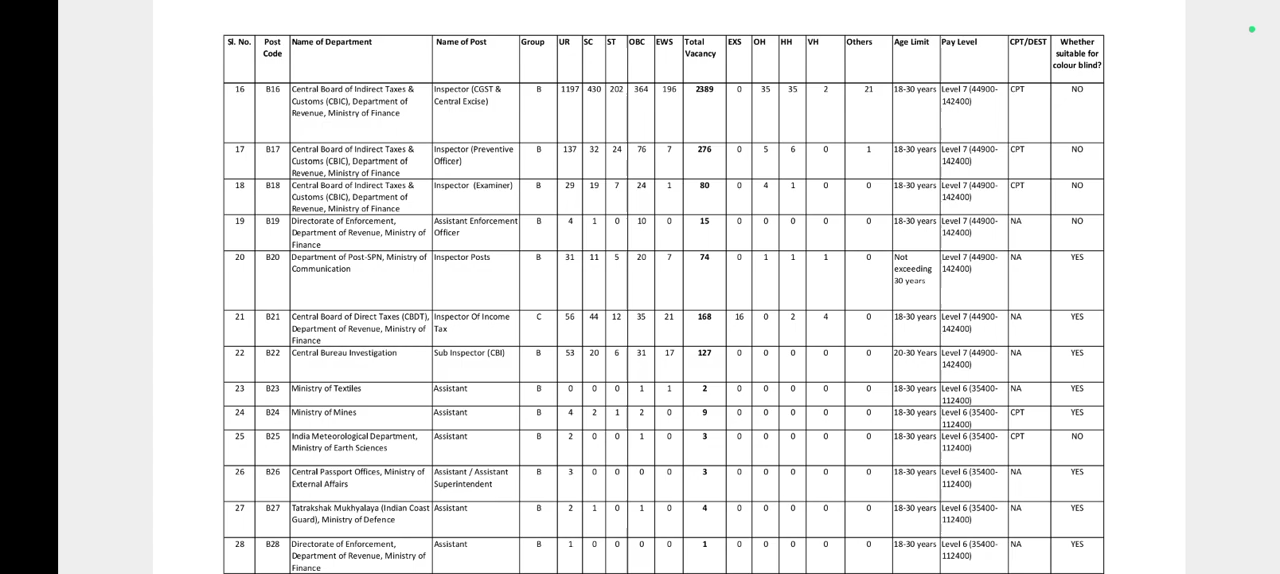 Sl. No. Post Code Name of Department Name of Post Group UR SC ST OBC EWS Total Vacancy EXS OH HH VH Others Age Limit Pay Level CPT/DEST Whether suitable for colour blind?
16 B16 Central Board of Indirect Taxes & Customs (CBIC), Department of Revenue, Ministry of Finance Inspector (CGST & Central Excise) B 1197 430 202 364 196 2389 0 35 35 2 21 18-30 years Level 7 (44900-142400) CPT NO
17 B17 Central Board of Indirect Taxes & Customs (CBIC), Department of Revenue, Ministry of Finance Inspector (Preventive Officer) B 137 32 24 76 7 276 0 5 6 0 1 18-30 years Level 7 (44900-142400) CPT NO
18 B18 Central Board of Indirect Taxes & Customs (CBIC), Department of Revenue, Ministry of Finance Inspector (Examiner) B 29 19 7 24 1 80 0 4 1 0 0 18-30 years Level 7 (44900-142400) CPT NO
19 B19 Directorate of Enforcement, Department of Revenue, Ministry of Finance Assistant Enforcement Officer B 4 1 0 10 0 15 0 0 0 0 0 18-30 years Level 7 (44900-142400) NA NO
20 B20 Department of Post-SPN, Ministry of Communication Inspector Posts B 31 11 5 20 7 74 0 1 1 1 0 Not exceeding 30 years Level 7 (44900-142400) NA YES
21 B21 Central Board of Direct Taxes (CBDT), Department of Revenue, Ministry of Finance Inspector Of Income Tax C 56 44 12 35 21 168 16 0 2 4 0 18-30 years Level 7 (44900-142400) NA YES
22 B22 Central Bureau Investigation Sub Inspector (CBI) B 53 20 6 31 17 127 0 0 0 0 0 20-30 Years Level 7 (44900-142400) NA YES
23 B23 Ministry of Textiles Assistant B 0 0 0 1 1 2 0 0 0 0 0 18-30 years Level 6 (35400-112400) NA YES
24 B24 Ministry of Mines Assistant B 4 2 1 2 0 9 0 0 0 0 0 18-30 years Level 6 (35400-112400) CPT YES
25 B25 India Meteorological Department, Ministry of Earth Sciences Assistant B 2 0 0 1 0 3 0 0 0 0 0 18-30 years Level 6 (35400-112400) CPT NO
26 B26 Central Passport Offices, Ministry of External Affairs Assistant / Assistant Superintendent B 3 0 0 0 0 3 0 0 0 0 0 18-30 years Level 6 (35400-112400) NA YES
27 B27 Tatrakshak Mukhyalaya (Indian Coast Guard), Ministry of Defence Assistant B 2 1 0 1 0 4 0 0 0 0 0 18-30 years Level 6 (35400-112400) NA YES
28 B28 Directorate of Enforcement, Department of Revenue, Ministry of Finance Assistant B 1 0 0 0 0 1 0 0 0 0 0 18-30 years Level 6 (35400-112400) NA YES